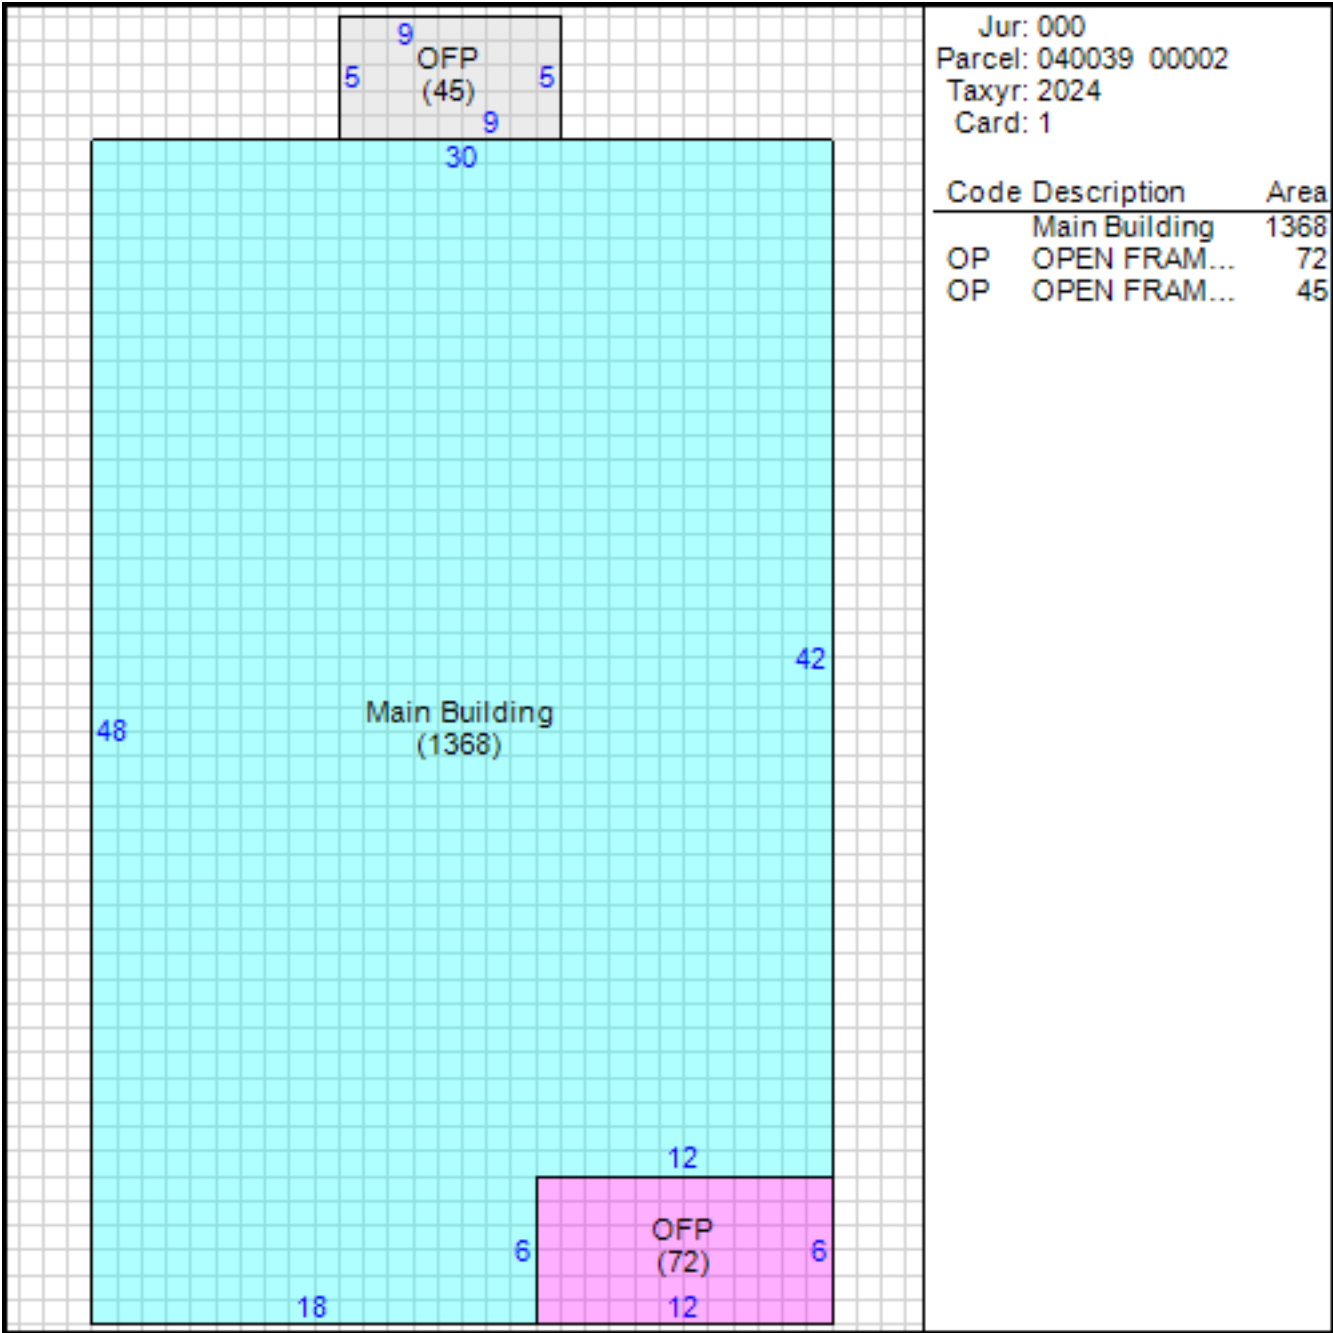 9
OFP
5
5
(45)
9
30
42
Main Building
48
(1368)
12
OFP
6
(72)
6
18
12
Jur: 000
Parcel: 040039 00002
Taxyr: 2024
Card: 1
Code Description Area
Main Building 1368
OP OPEN FRAM... 72
OP OPEN FRAM... 45